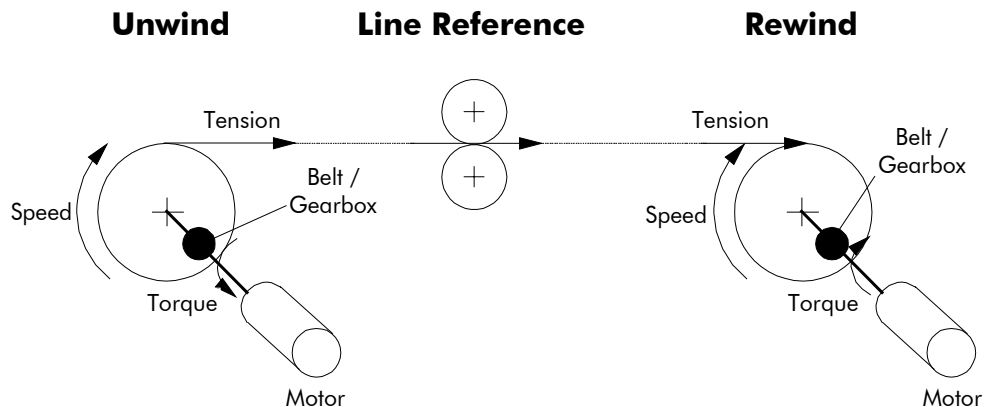 Unwind
Line Reference
Rewind
Tension
Tension
Belt /
Gearbox
Belt /
Gearbox
Speed
Speed
Torque
Torque
Motor
Motor